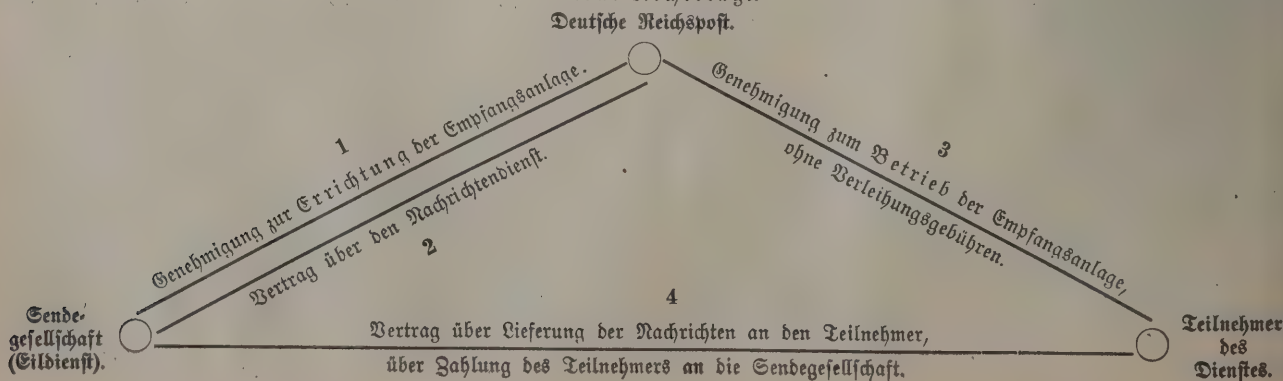 Deutsche Reichspost.
1
Genehmigung zur Errichtung der Empfangsanlage.
2
Vertrag über den Nachrichtendienst.
3
Genehmigung zum Betrieb der Empfangsanlage,
ohne Verleihungsgebühren.
Sende-
gesellschaft
(Eildienst).
4
Vertrag über Lieferung der Nachrichten an den Teilnehmer,
über Zahlung des Teilnehmers an die Sendegesellschaft.
Teilnehmer
des
Dienstes.